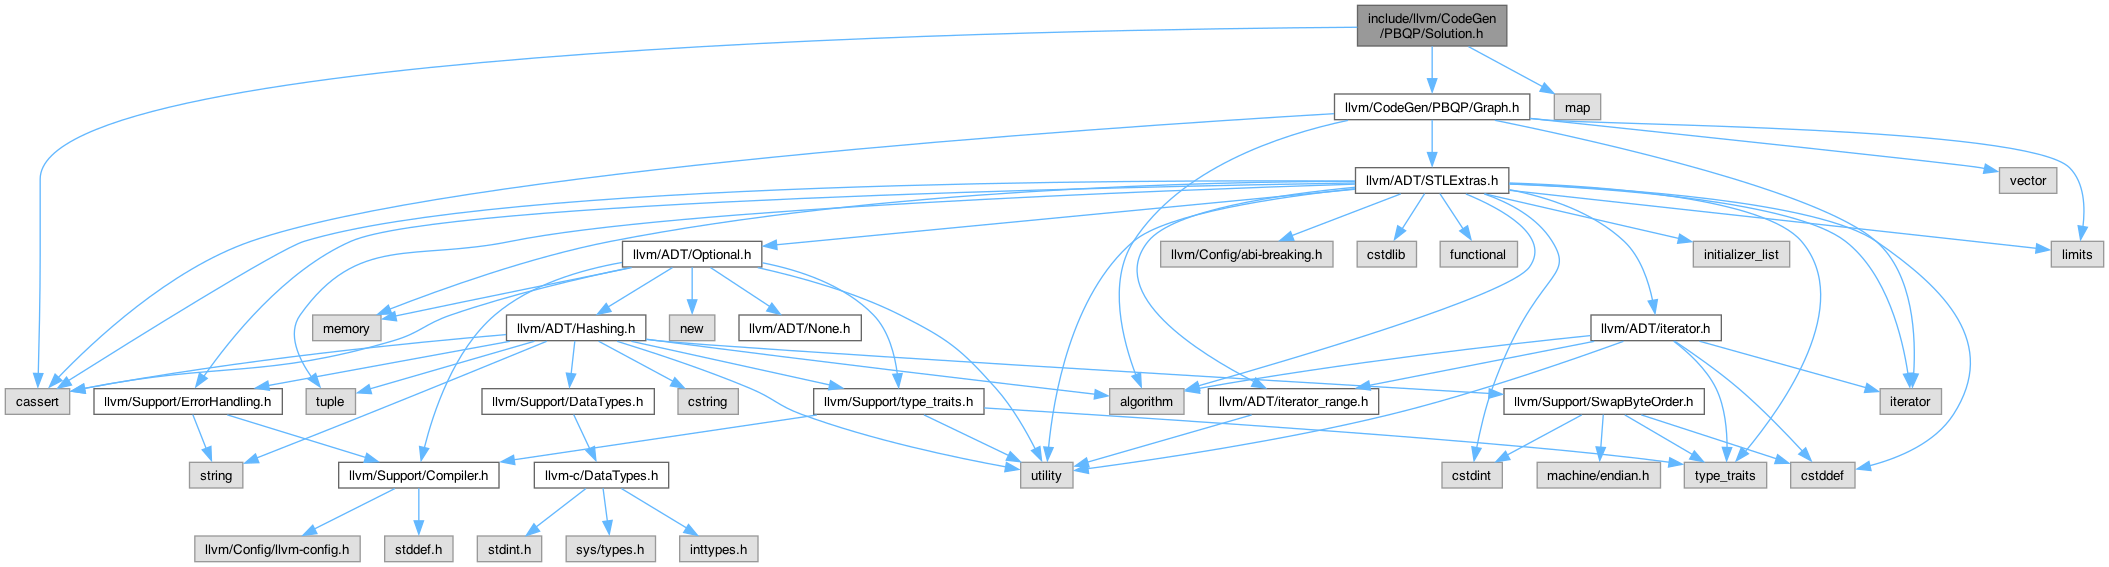 include/llvm/CodeGen
/PBQP/Solution.h
llvm/CodeGen/PBQP/Graph.h
map
llvm/ADT/STLExtras.h
vector
llvm/ADT/Optional.h
llvm/Config/abi-breaking.h
cstdlib
functional
initializer_list
limits
memory
llvm/ADT/Hashing.h
new
llvm/ADT/None.h
llvm/ADT/iterator.h
cassert
llvm/Support/ErrorHandling.h
tuple
llvm/Support/DataTypes.h
cstring
llvm/Support/type_traits.h
algorithm
llvm/ADT/iterator_range.h
llvm/Support/SwapByteOrder.h
iterator
string
llvm/Support/Compiler.h
llvm-c/DataTypes.h
utility
cstdint
machine/endian.h
type_traits
cstddef
llvm/Config/llvm-config.h
stddef.h
stdint.h
sys/types.h
inttypes.h